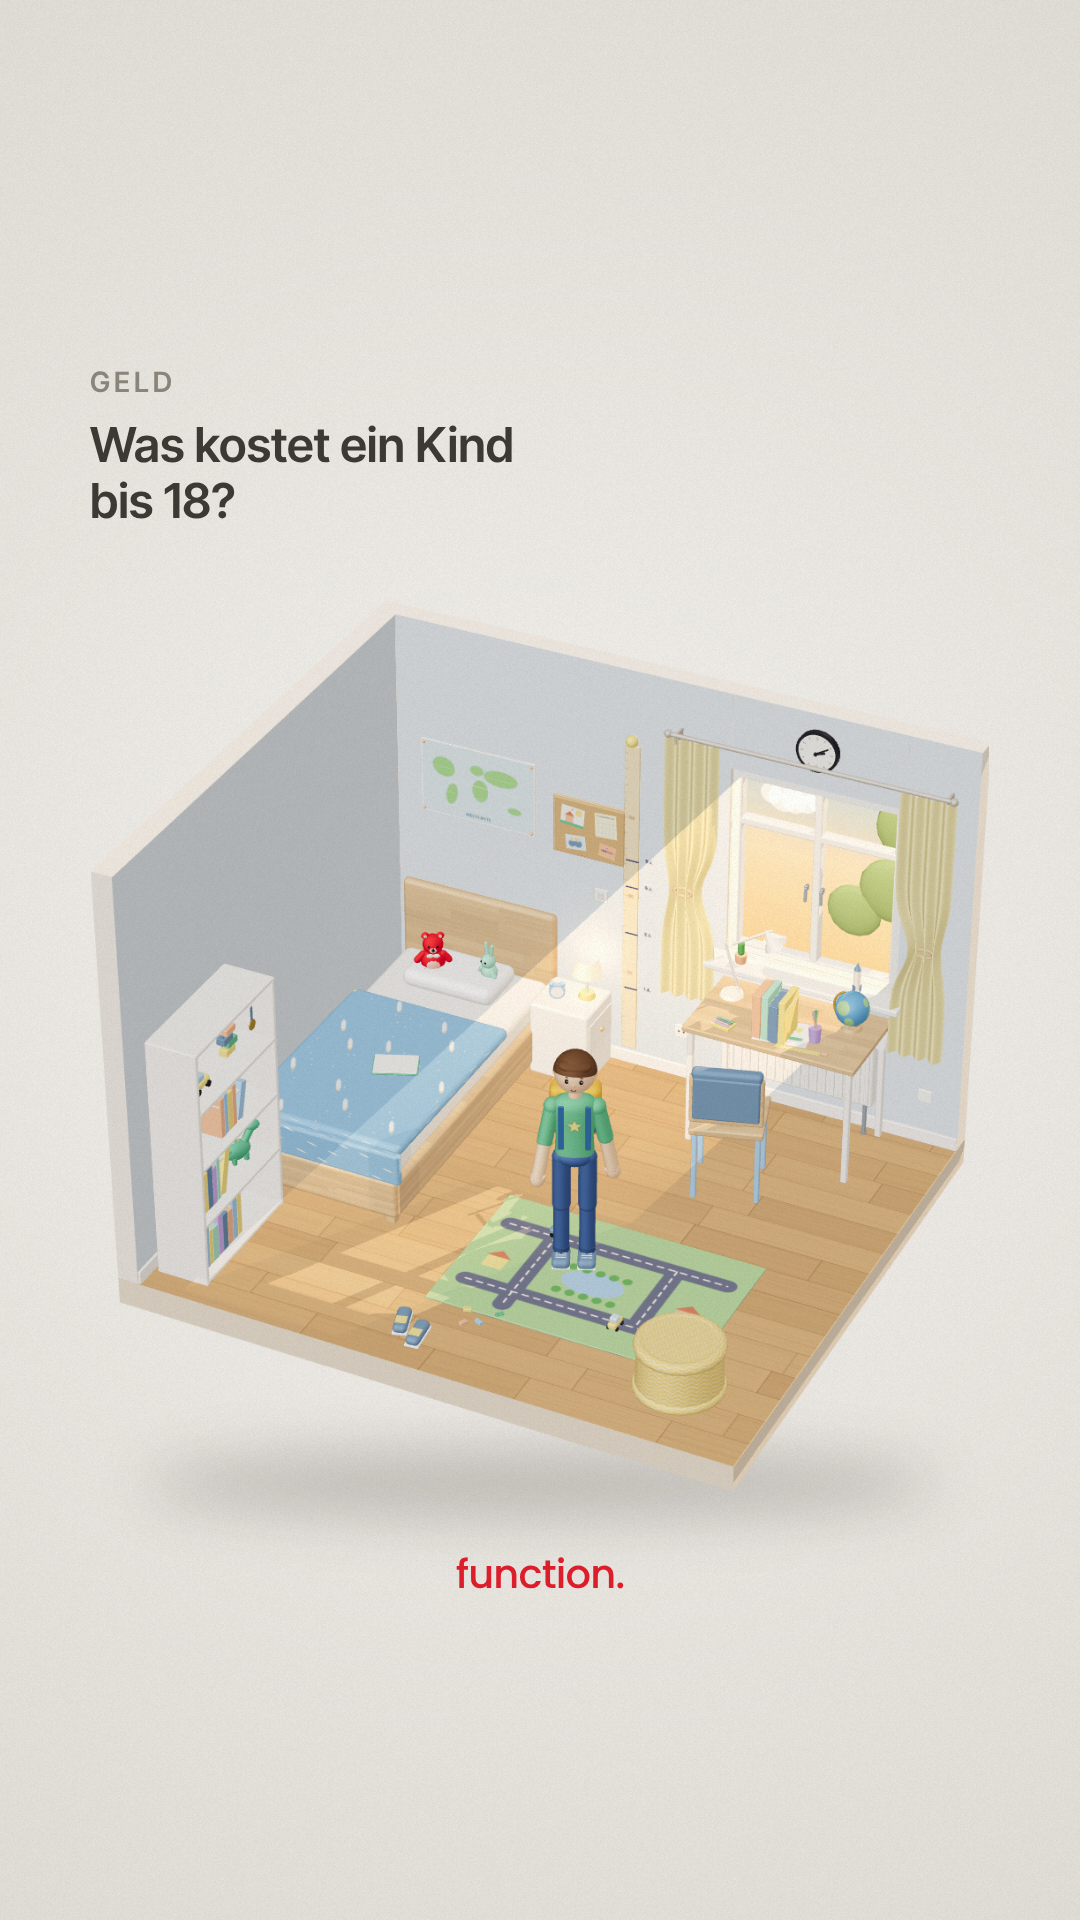 GELD
Was kostet ein Kind
bis 18?
function.